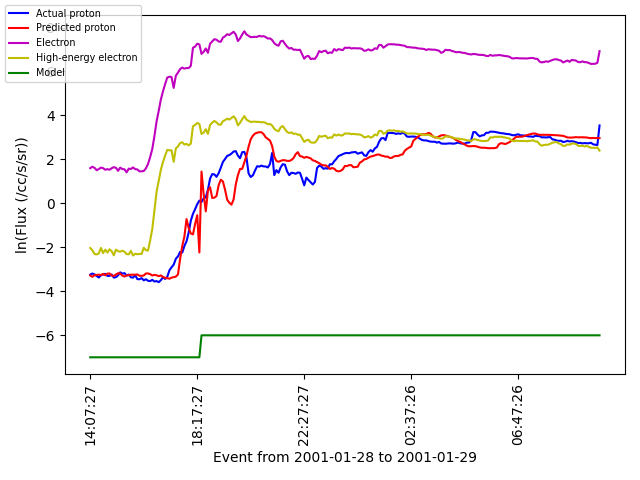 Actual proton
Predicted proton
Electron
High-energy electron
Model
4
2
0
−2
−4
−6
ln(Flux (/cc/s/sr))
14:07:27
18:17:27
22:27:27
02:37:26
06:47:26
Event from 2001-01-28 to 2001-01-29